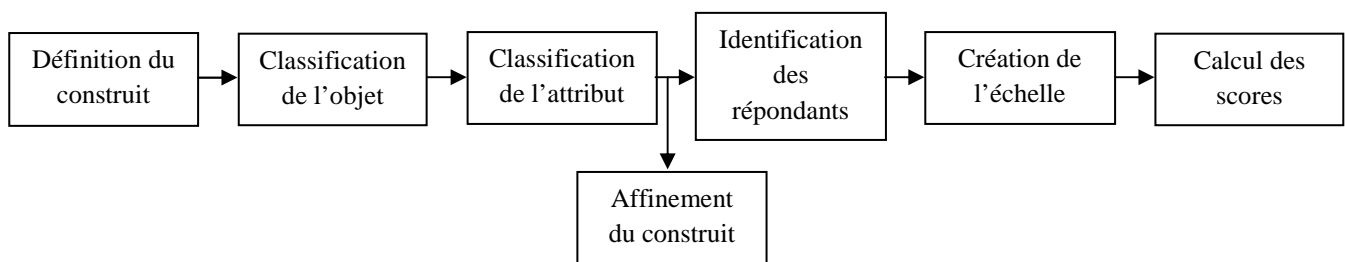 Définition du
construit
Classification
de l’objet
Classification
de l’attribut
Identification
des
répondants
Création de
l’échelle
Calcul des
scores
Affinement
du construit